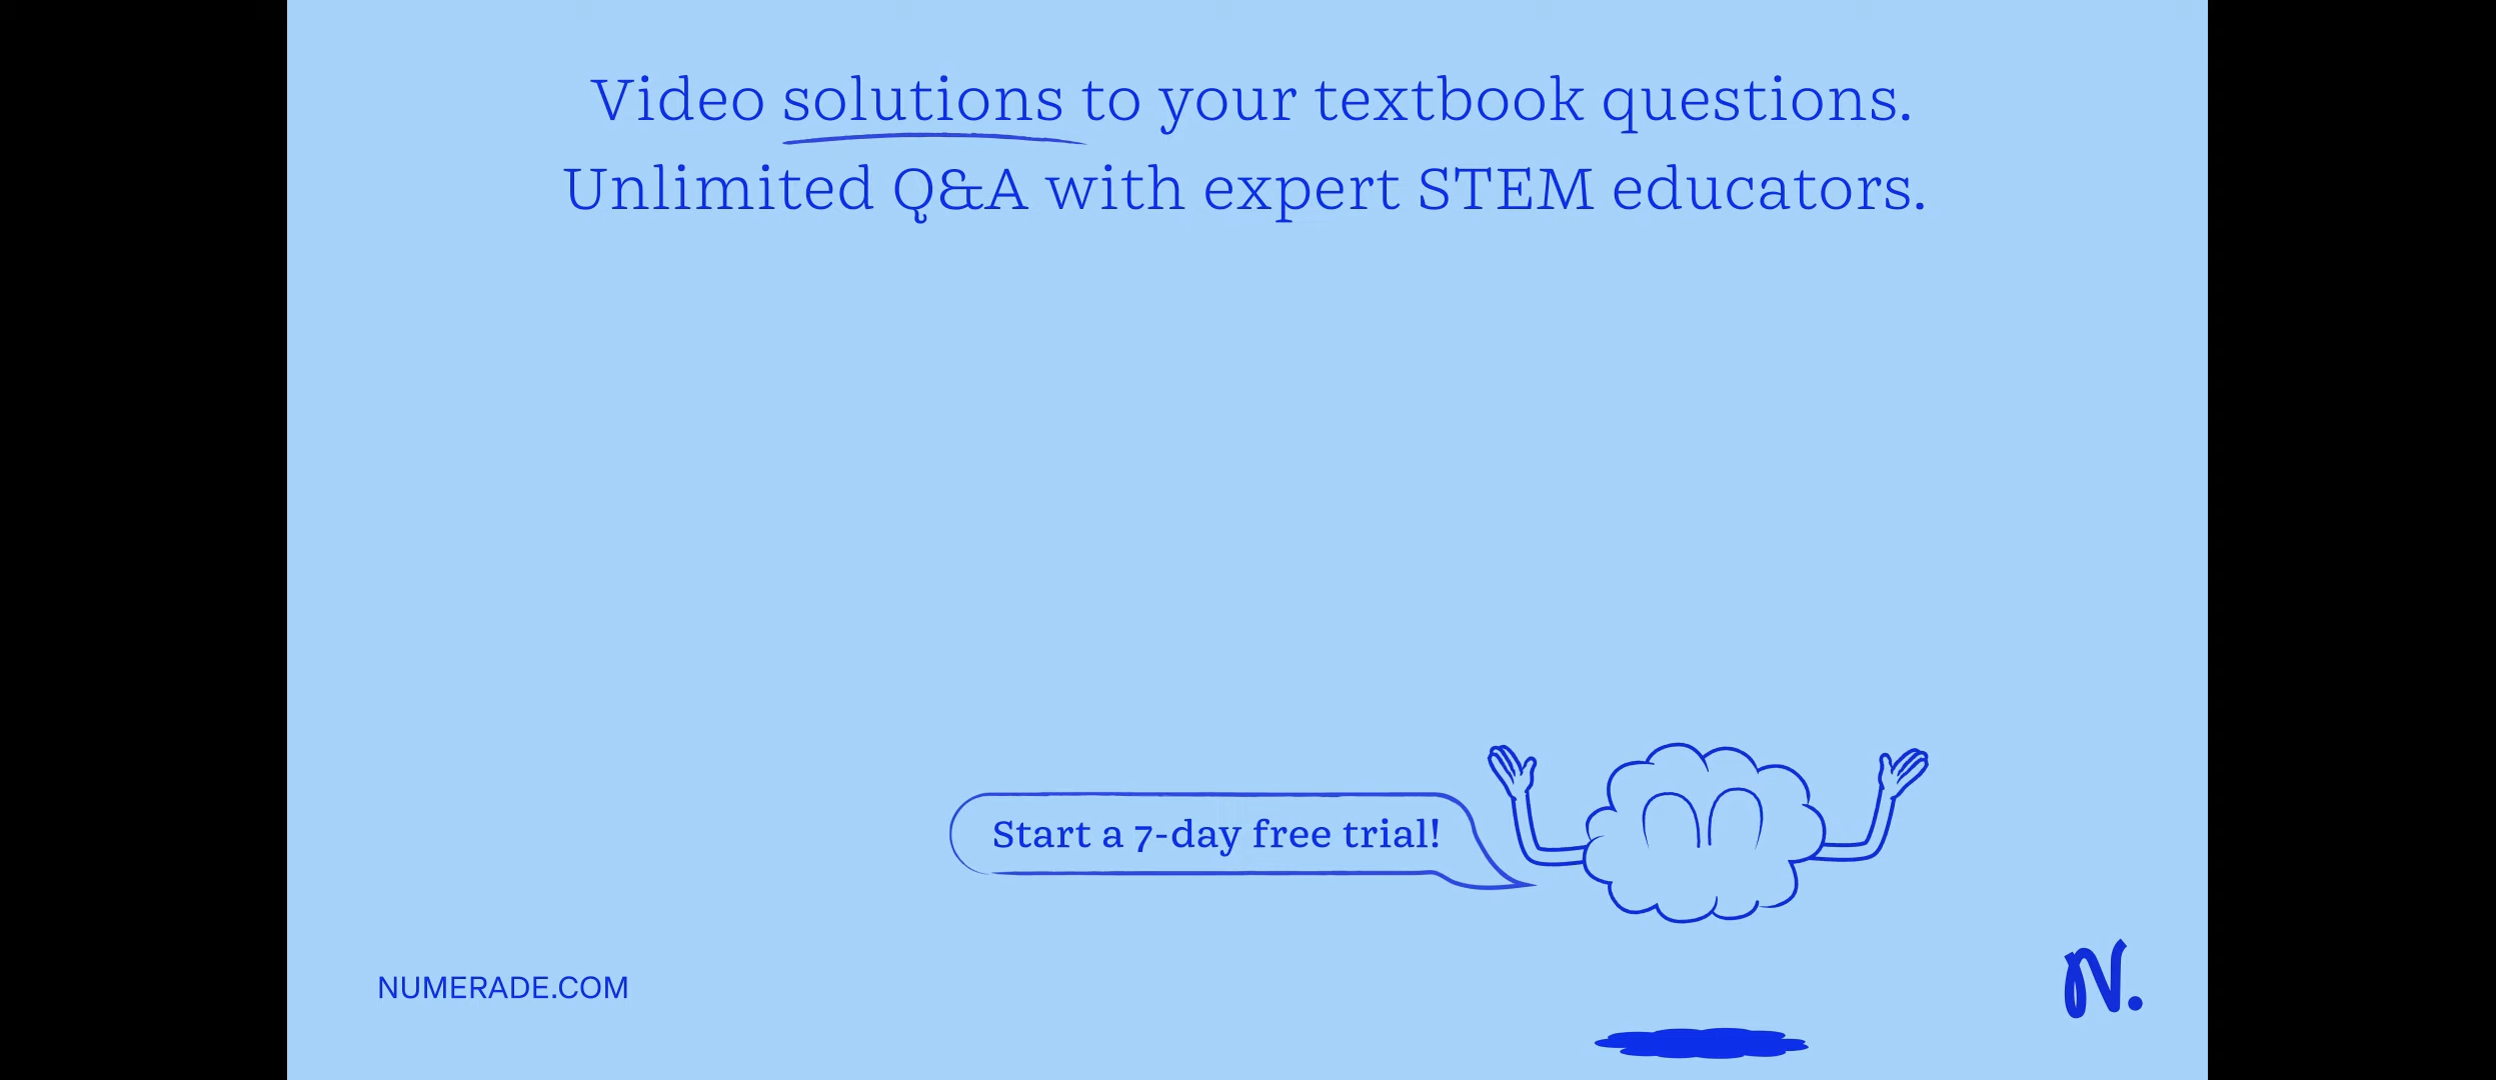 Video solutions to your textbook questions.
Unlimited Q&A with expert STEM educators.
Start a 7-day free trial!
NUMERADE.COM
N.